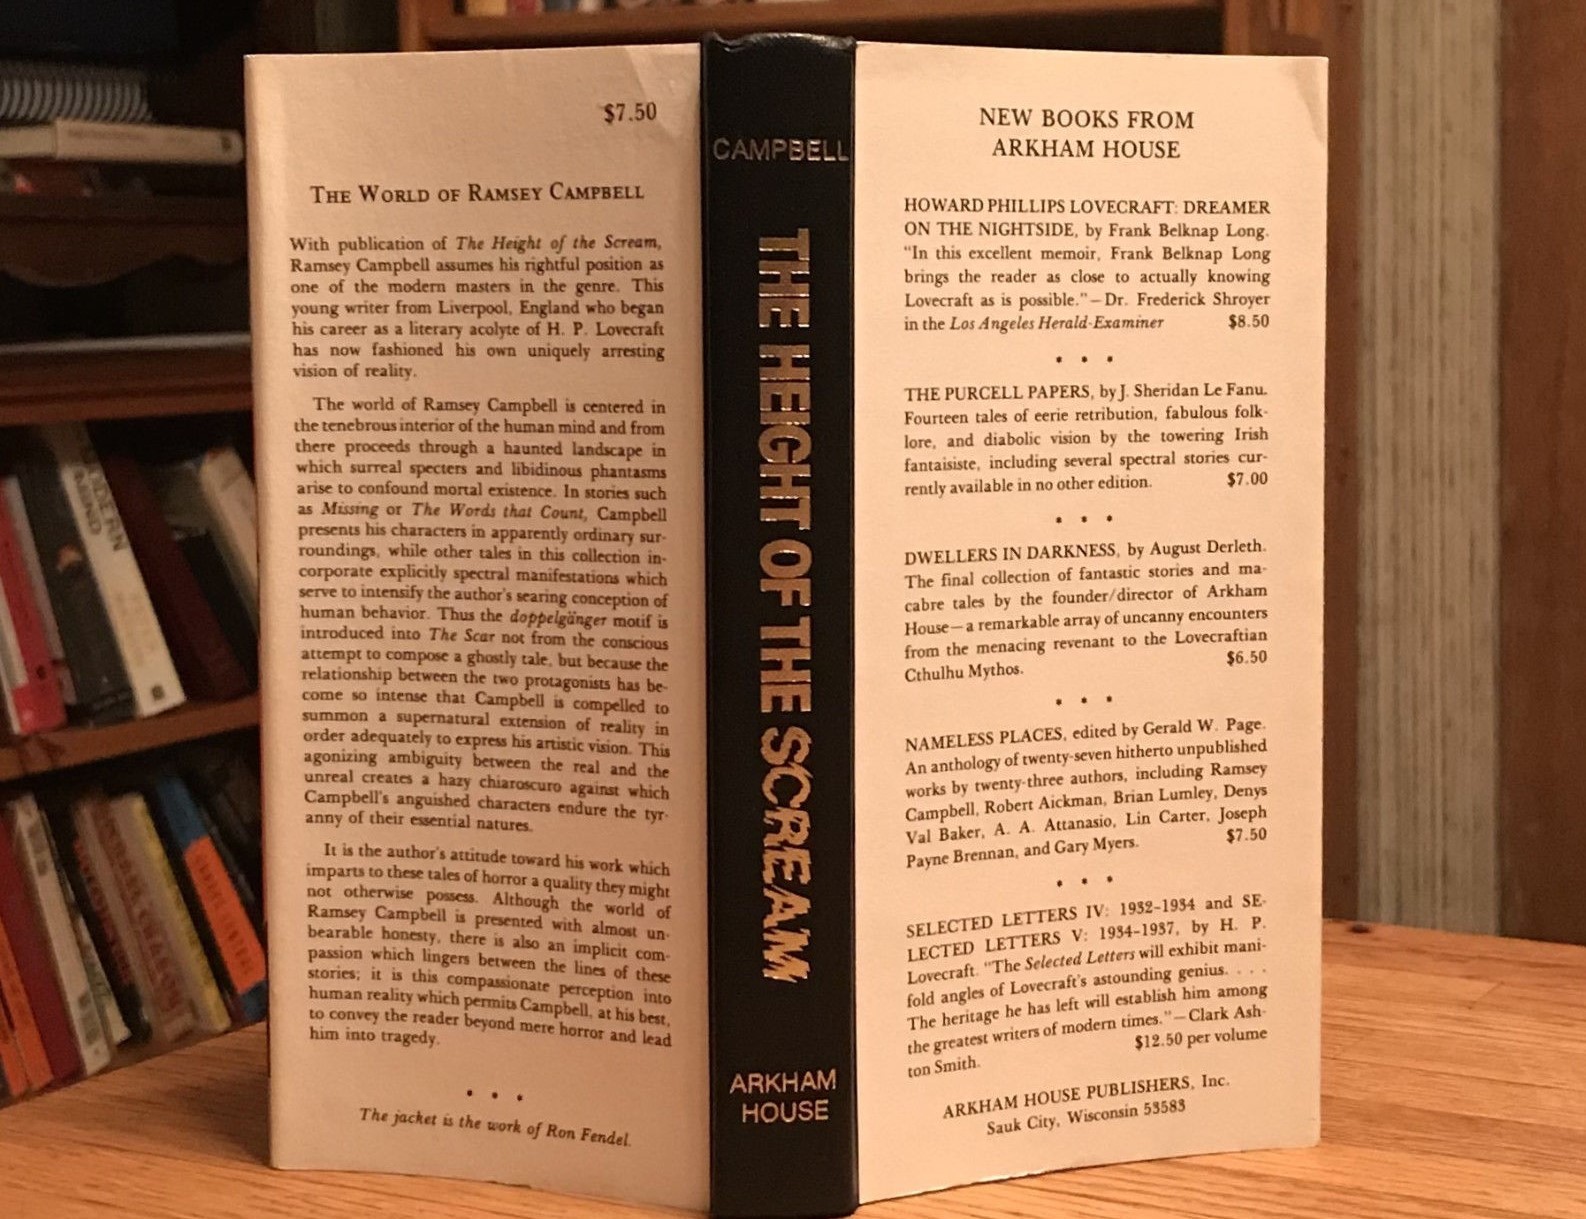 $7.50
THE WORLD OF RAMSEY CAMPBELL
With publication of The Height of the Scream,
Ramsey Campbell assumes his rightful position as
one of the modern masters in the genre. This
young writer from Liverpool, England who began
his career as a literary acolyte of H. P. Lovecraft
has now fashioned his own uniquely arresting
vision of reality.
The world of Ramsey Campbell is centered in
the tenebrous interior of the human mind and from
there proceeds through a haunted landscape in
which surreal specters and libidinous phantasms
arise to confound mortal existence. In stories such
as Missing or The Words that Count, Campbell
presents his characters in apparently ordinary sur-
roundings, while other tales in this collection in-
corporate explicitly spectral manifestations which
serve to intensify the author's searing conception of
human behavior. Thus the doppelgänger motif is
introduced into The Scar not from the conscious
attempt to compose a ghostly tale, but because the
relationship between the two protagonists has be-
come so intense that Campbell is compelled to
summon a supernatural extension of reality in
order adequately to express his artistic vision. This
agonizing ambiguity between the real and the
unreal creates a hazy chiaroscuro against which
Campbell's anguished characters endure the tyr-
anny of their essential natures.
It is the author's attitude toward his work which
imparts to these tales of horror a quality they might
not otherwise possess. Although the world of
Ramsey Campbell is presented with almost un-
bearable honesty, there is also an implicit com-
passion which lingers between the lines of these
stories; it is this compassionate perception into
human reality which permits Campbell, at his best,
to convey the reader beyond mere horror and lead
him into tragedy.
• • •
The jacket is the work of Ron Fendel.
CAMPBELL
THE HEIGHT OF THE SCREAM
ARKHAM
HOUSE
NEW BOOKS FROM
ARKHAM HOUSE
HOWARD PHILLIPS LOVECRAFT: DREAMER
ON THE NIGHTSIDE, by Frank Belknap Long.
"In this excellent memoir, Frank Belknap Long
brings the reader as close to actually knowing
Lovecraft as is possible."—Dr. Frederick Shroyer
in the Los Angeles Herald-Examiner $8.50
• • •
THE PURCELL PAPERS, by J. Sheridan Le Fanu.
Fourteen tales of eerie retribution, fabulous folk-
lore, and diabolic vision by the towering Irish
fantaisiste, including several spectral stories cur-
rently available in no other edition. $7.00
• • •
DWELLERS IN DARKNESS, by August Derleth.
The final collection of fantastic stories and ma-
cabre tales by the founder/director of Arkham
House—a remarkable array of uncanny encounters
from the menacing revenant to the Lovecraftian
Cthulhu Mythos. $6.50
• • •
NAMELESS PLACES, edited by Gerald W. Page.
An anthology of twenty-seven hitherto unpublished
works by twenty-three authors, including Ramsey
Campbell, Robert Aickman, Brian Lumley, Denys
Val Baker, A. A. Attanasio, Lin Carter, Joseph
Payne Brennan, and Gary Myers. $7.50
• • •
SELECTED LETTERS IV: 1932-1934 and SE-
LECTED LETTERS V: 1934-1937, by H. P.
Lovecraft. "The Selected Letters will exhibit mani-
fold angles of Lovecraft's astounding genius. . . .
The heritage he has left will establish him among
the greatest writers of modern times."—Clark Ash-
ton Smith. $12.50 per volume
ARKHAM HOUSE PUBLISHERS, Inc.
Sauk City, Wisconsin 53583